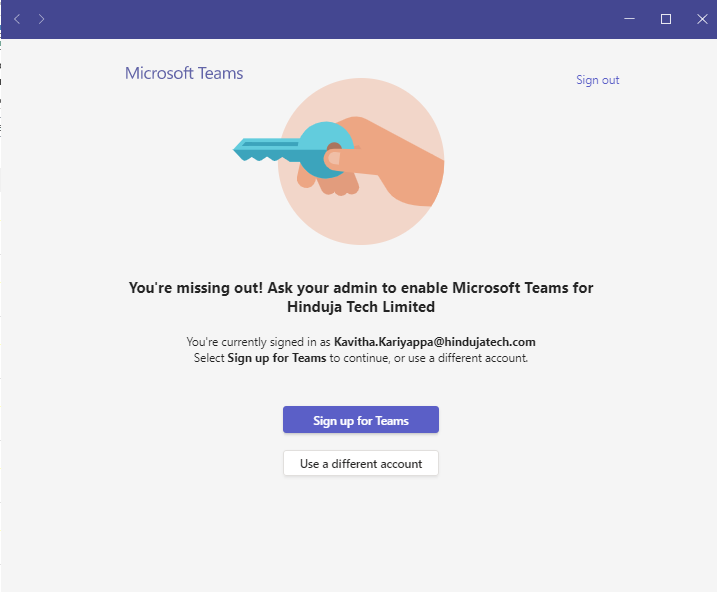 Microsoft Teams
Sign out
You're missing out! Ask your admin to enable Microsoft Teams for
Hinduja Tech Limited
You're currently signed in as Kavitha.Kariyappa@hindujatech.com
Select Sign up for Teams to continue, or use a different account.
Sign up for Teams
Use a different account